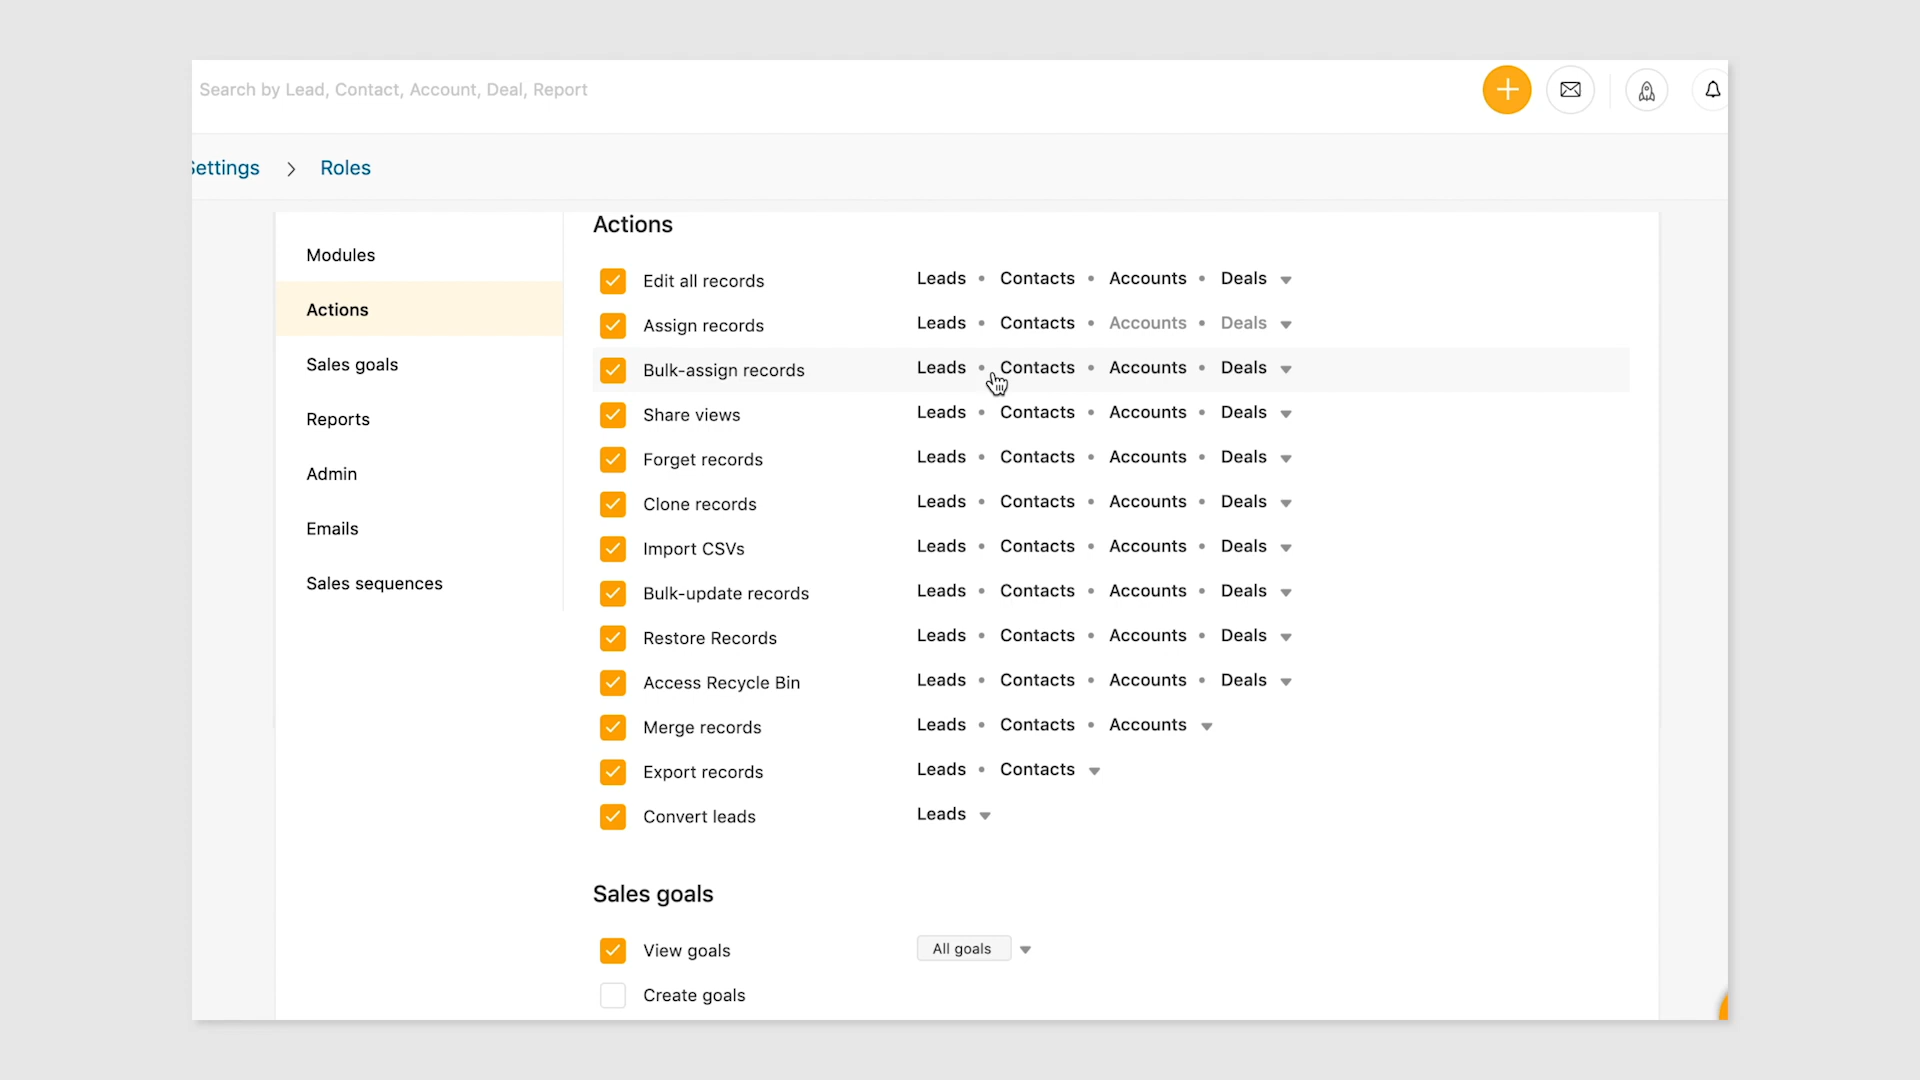 Search by Lead, Contact, Account, Deal, Report
Settings > Roles
Modules
Actions
Sales goals
Reports
Admin
Emails
Sales sequences
Actions
Edit all records Leads • Contacts • Accounts • Deals
Assign records Leads • Contacts • Accounts • Deals
Bulk-assign records Leads • Contacts • Accounts • Deals
Share views Leads • Contacts • Accounts • Deals
Forget records Leads • Contacts • Accounts • Deals
Clone records Leads • Contacts • Accounts • Deals
Import CSVs Leads • Contacts • Accounts • Deals
Bulk-update records Leads • Contacts • Accounts • Deals
Restore Records Leads • Contacts • Accounts • Deals
Access Recycle Bin Leads • Contacts • Accounts • Deals
Merge records Leads • Contacts • Accounts
Export records Leads • Contacts
Convert leads Leads
Sales goals
View goals All goals
Create goals